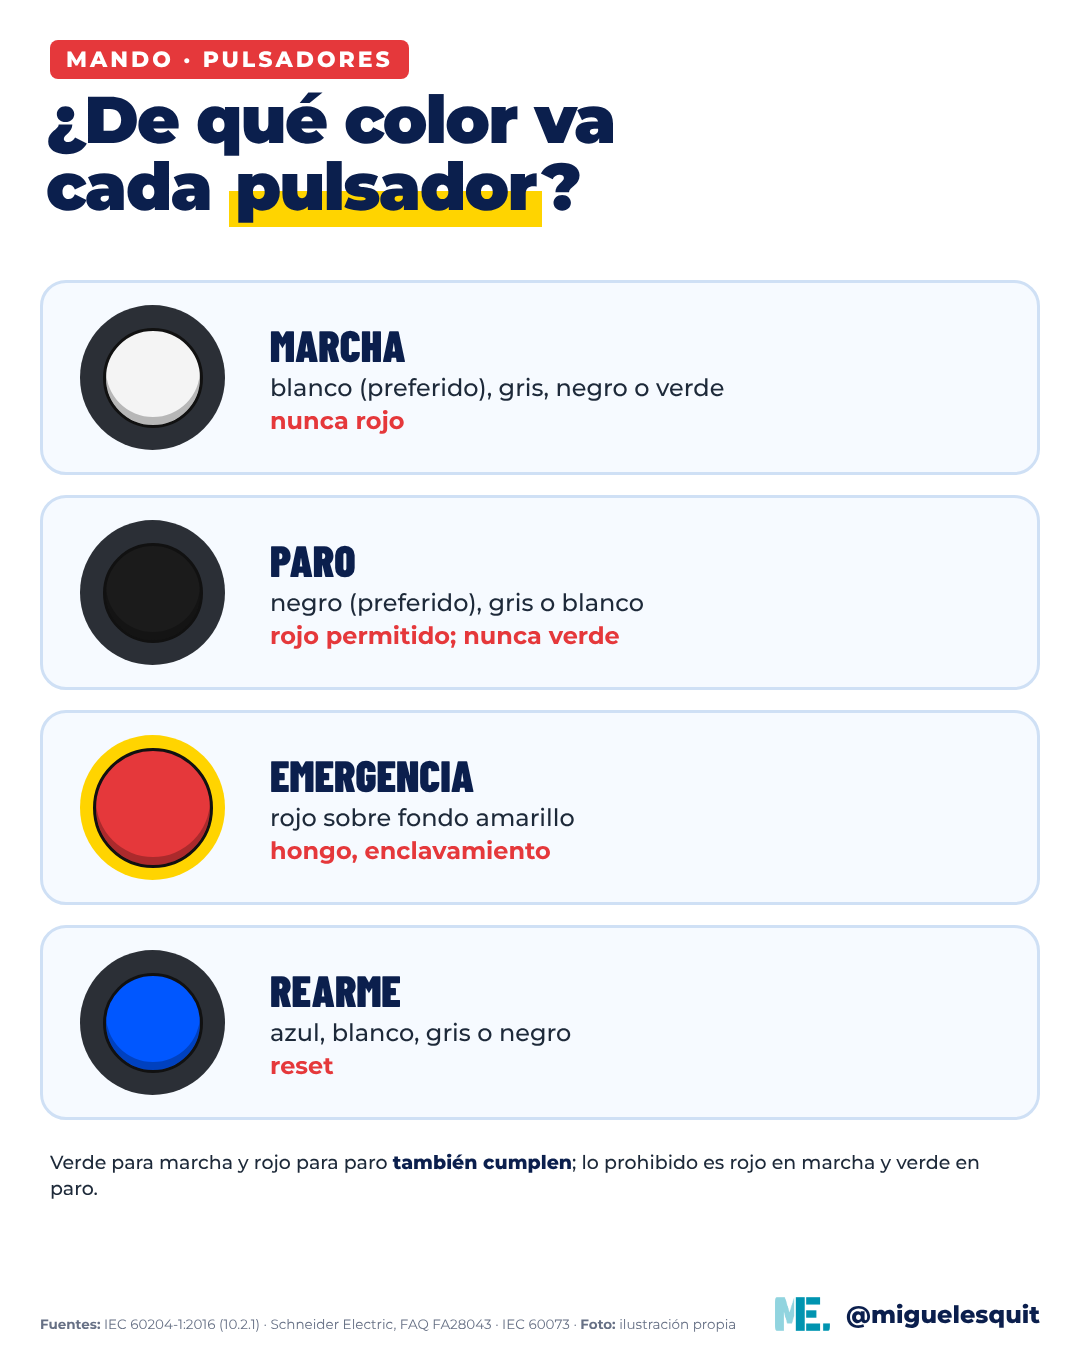 MANDO · PULSADORES
¿De qué color va
cada pulsador?
MARCHA
blanco (preferido), gris, negro o verde
nunca rojo
PARO
negro (preferido), gris o blanco
rojo permitido; nunca verde
EMERGENCIA
rojo sobre fondo amarillo
hongo, enclavamiento
REARME
azul, blanco, gris o negro
reset
Verde para marcha y rojo para paro también cumplen; lo prohibido es rojo en marcha y verde en
paro.
Fuentes: IEC 60204-1:2016 (10.2.1) · Schneider Electric, FAQ FA28043 · IEC 60073 · Foto: ilustración propia
ME. @miguelesquit